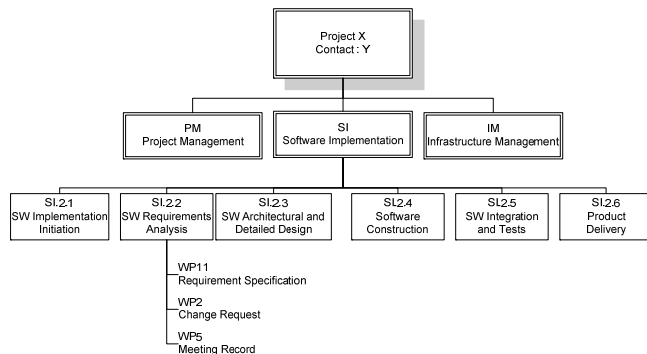 Project X
Contact : Y
PM
Project Management
SI
Software Implementation
IM
Infrastructure Management
SI.2.1
SW Implementation
Initiation
SI.2.2
SW Requirements
Analysis
SI.2.3
SW Architectural and
Detailed Design
SI.2.4
Software
Construction
SI.2.5
SW Integration
and Tests
SI.2.6
Product
Delivery
WP11
Requirement Specification
WP2
Change Request
WP5
Meeting Record